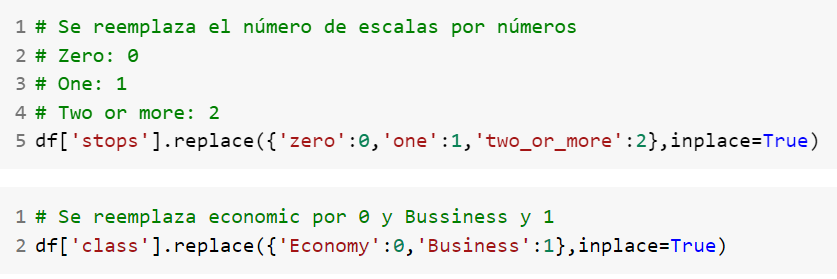 1 # Se reemplaza el número de escalas por números
2 # Zero: 0
3 # One: 1
4 # Two or more: 2
5 df['stops'].replace({'zero':0,'one':1,'two_or_more':2},inplace=True)
1 # Se reemplaza economic por 0 y Bussiness y 1
2 df['class'].replace({'Economy':0,'Business':1},inplace=True)